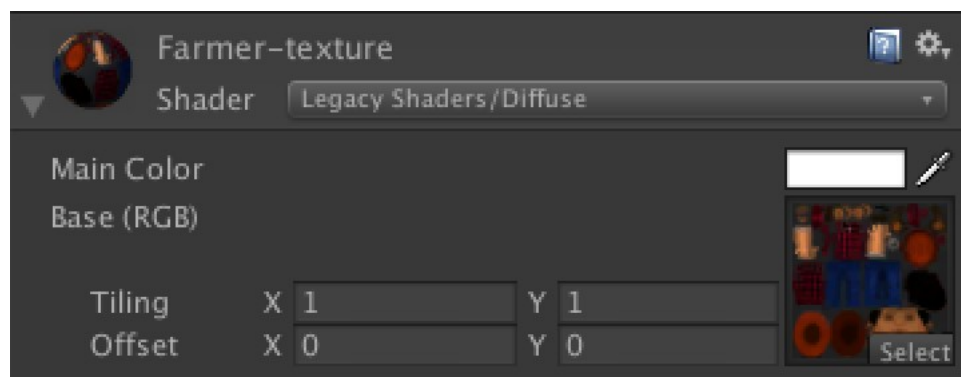 Farmer-texture
Shader Legacy Shaders/Diffuse
Main Color
Base (RGB)
Tiling X 1 Y 1
Offset X 0 Y 0
Select